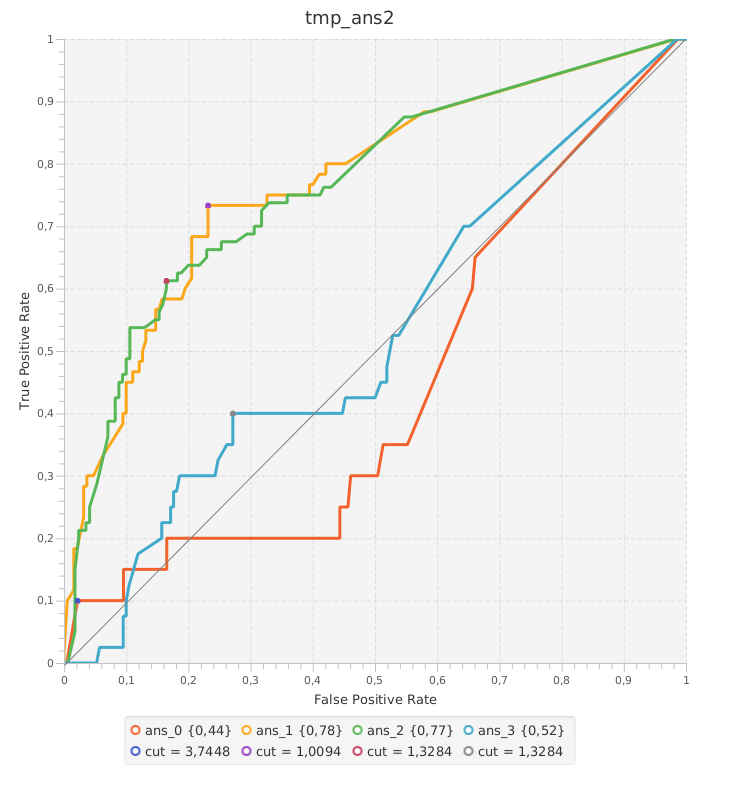 tmp_ans2
1
0,9
0,8
0,7
0,6
0,5
0,4
0,3
0,2
0,1
0
True Positive Rate
0 0,1 0,2 0,3 0,4 0,5 0,6 0,7 0,8 0,9 1
False Positive Rate
ans_0 {0,44} ans_1 {0,78} ans_2 {0,77} ans_3 {0,52}
cut = 3,7448 cut = 1,0094 cut = 1,3284 cut = 1,3284